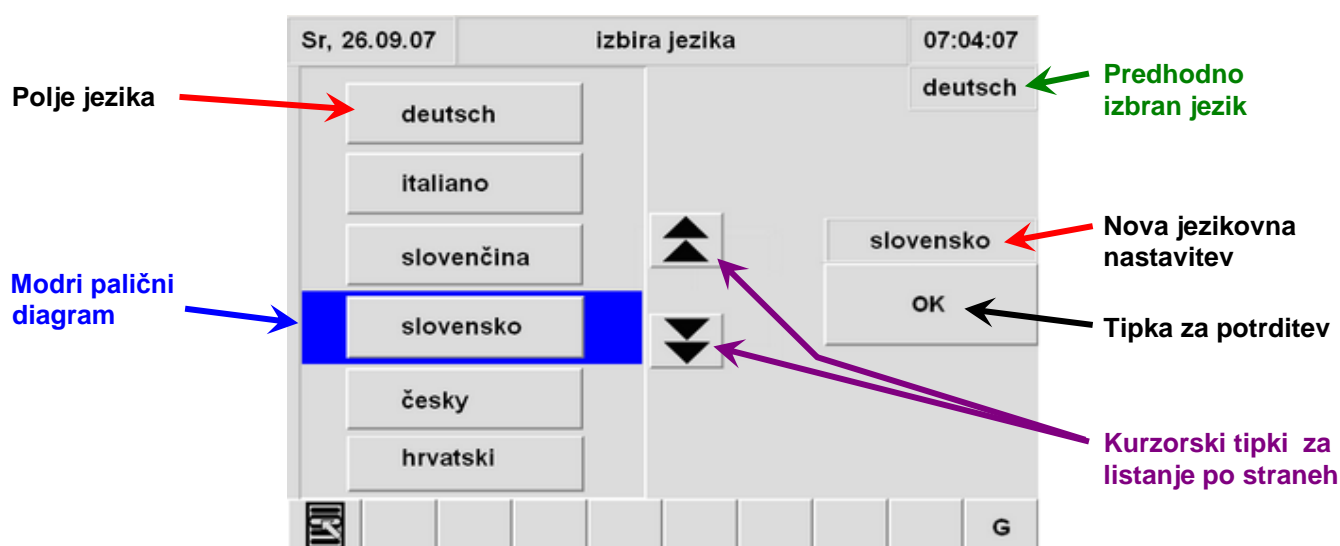 Sr, 26.09.07
izbira jezika
07:04:07
deutsch
Predhodno
izbran jezik
Polje jezika
deutsch
italiano
slovenčina
slovensko
česky
hrvatski
Modri palični
diagram
slovensko
Nova jezikovna
nastavitev
OK
Tipka za potrditev
Kurzorski tipki za
listanje po straneh
G